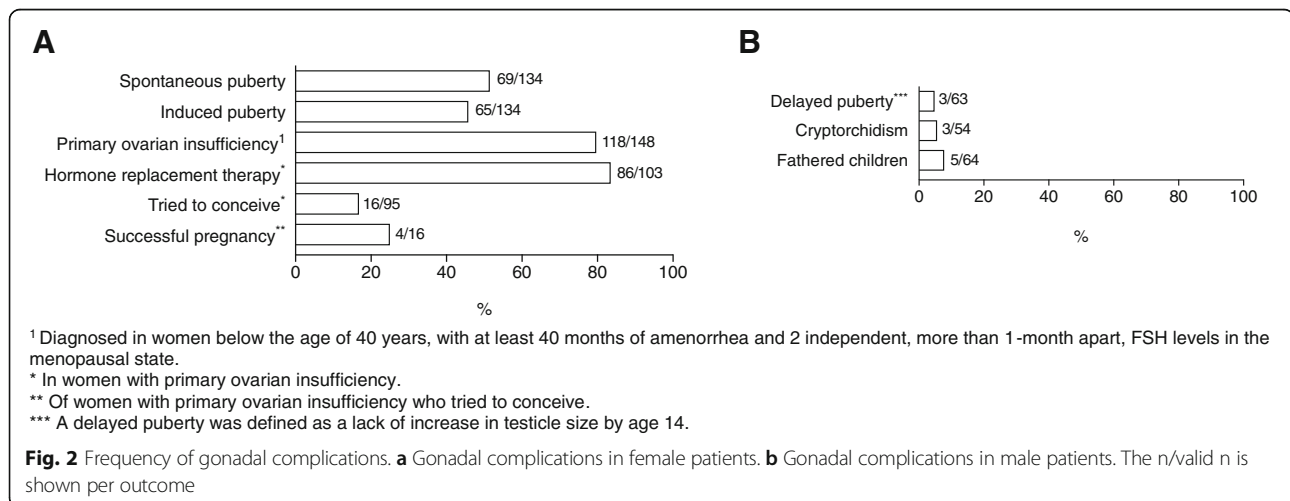 A
Spontaneous puberty 69/134
Induced puberty 65/134
Primary ovarian insufficiency¹ 118/148
Hormone replacement therapy* 86/103
Tried to conceive* 16/95
Successful pregnancy** 4/16
0 20 40 60 80 100
%
B
Delayed puberty*** 3/63
Cryptorchidism 3/54
Fathered children 5/64
0 20 40 60 80 100
%
¹ Diagnosed in women below the age of 40 years, with at least 40 months of amenorrhea and 2 independent, more than 1-month apart, FSH levels in the
menopausal state.
* In women with primary ovarian insufficiency.
** Of women with primary ovarian insufficiency who tried to conceive.
*** A delayed puberty was defined as a lack of increase in testicle size by age 14.
Fig. 2 Frequency of gonadal complications. a Gonadal complications in female patients. b Gonadal complications in male patients. The n/valid n is
shown per outcome